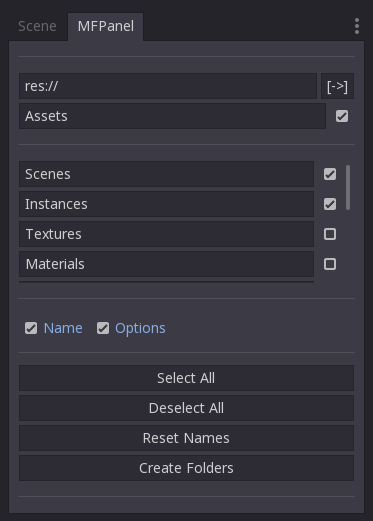 Scene MFPanel
res:// [->]
Assets
Scenes
Instances
Textures
Materials
Name Options
Select All
Deselect All
Reset Names
Create Folders